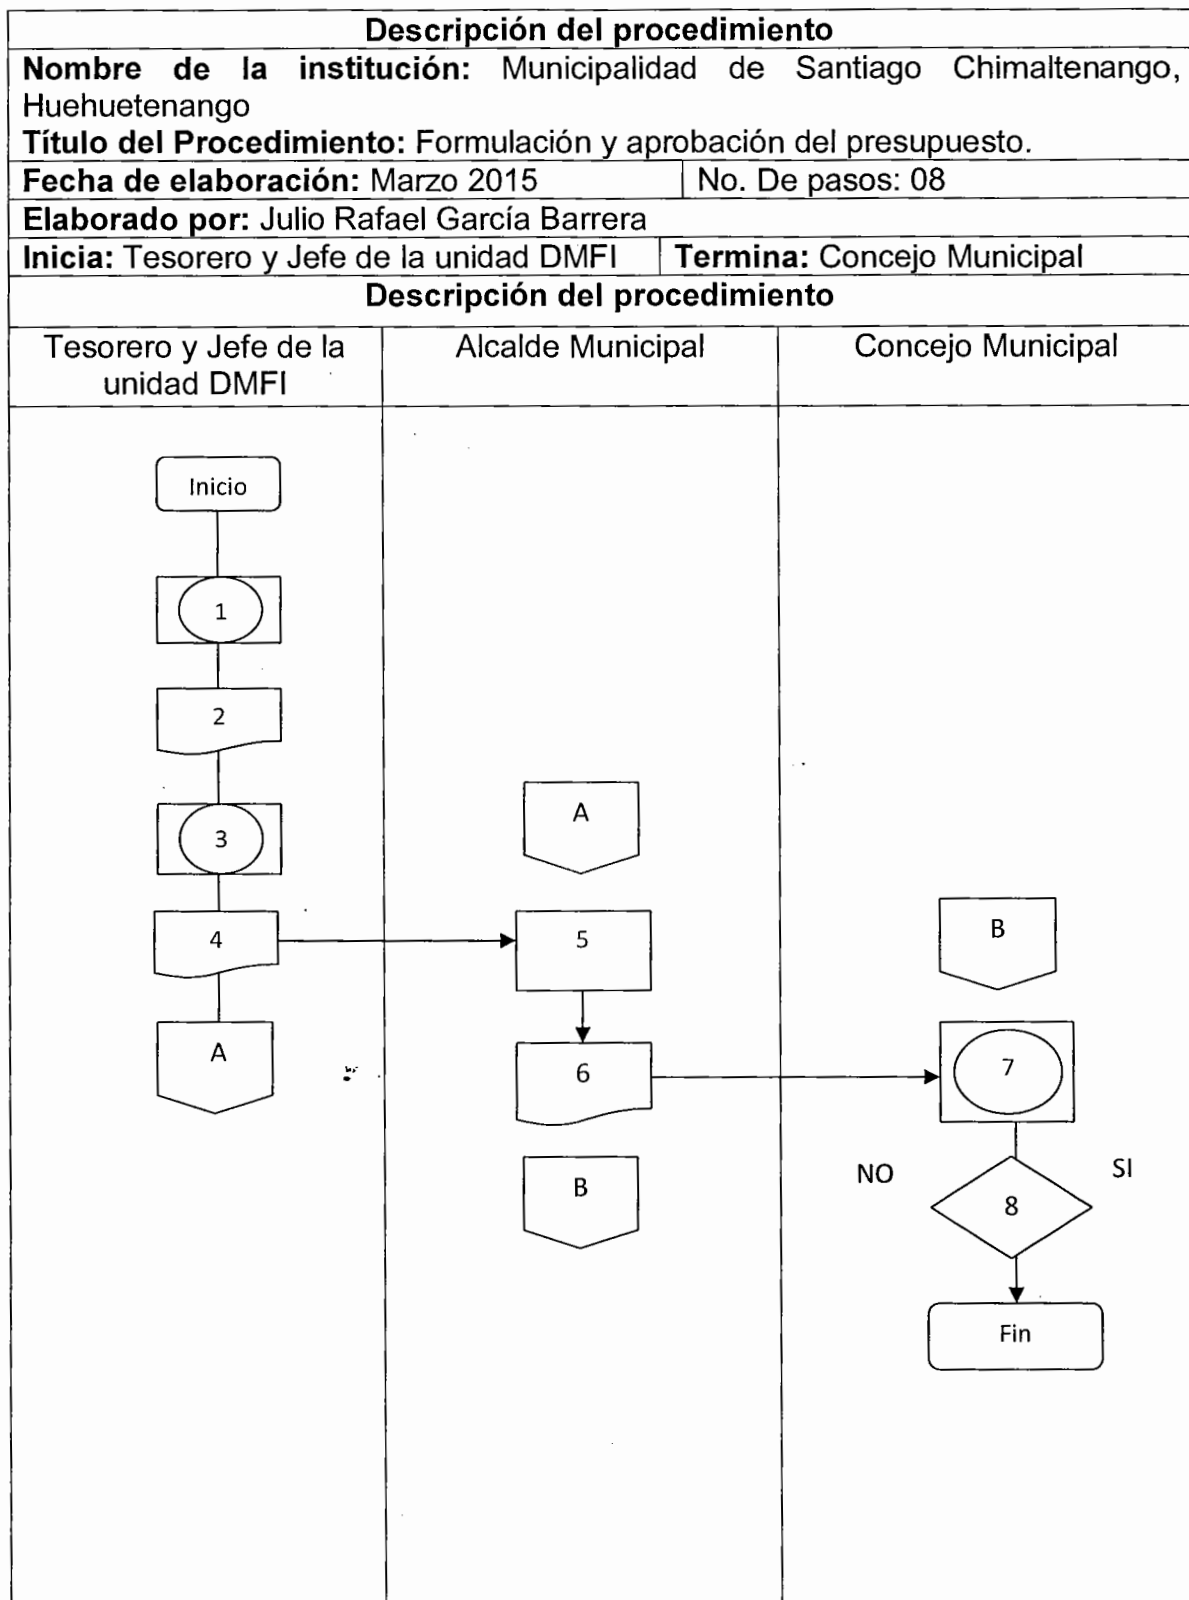 Descripción del procedimiento
Nombre de la institución: Municipalidad de Santiago Chimaltenango,
Huehuetenango
Título del Procedimiento: Formulación y aprobación del presupuesto.
Fecha de elaboración: Marzo 2015 No. De pasos: 08
Elaborado por: Julio Rafael García Barrera
Inicia: Tesorero y Jefe de la unidad DMFI Termina: Concejo Municipal
Descripción del procedimiento
Tesorero y Jefe de la
unidad DMFI
Alcalde Municipal
Concejo Municipal
Inicio
1
2
3
4
A
A
5
6
B
B
7
NO
SI
8
Fin